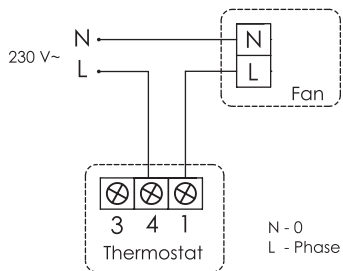 N
230 V~
L
N
L
Fan
3 4 1
Thermostat
N - 0
L - Phase